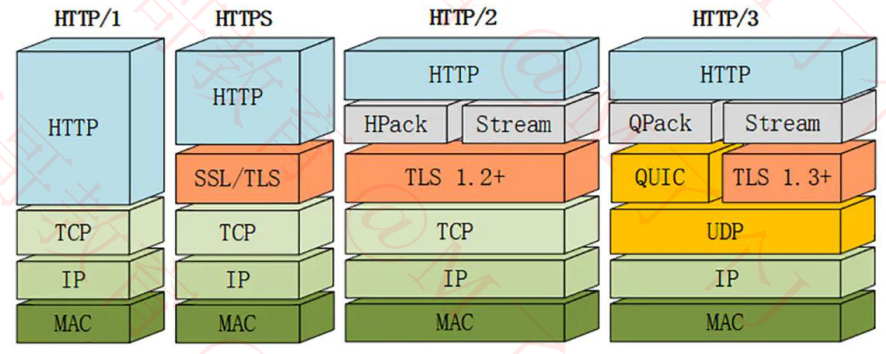 HTTP/1 HTTPS HTTP/2 HTTP/3
HTTP HTTP HTTP HTTP
HPack Stream QPack Stream
SSL/TLS TLS 1.2+ QUIC TLS 1.3+
TCP TCP TCP UDP
IP IP IP IP
MAC MAC MAC MAC